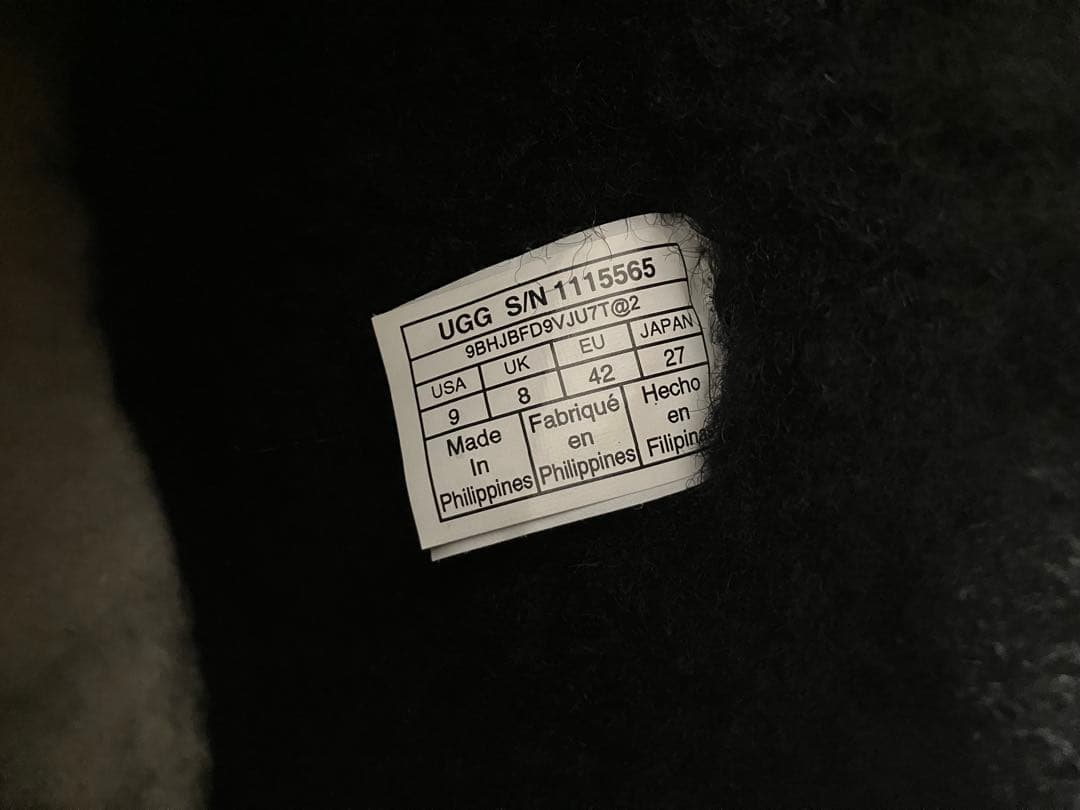 UGG S/N 1115565
9BHJBFD9VJU7T@2
USA UK EU JAPAN
9 8 42 27
Made In Philippines
Fabriqué en Philippines
Hecho en Filipinas